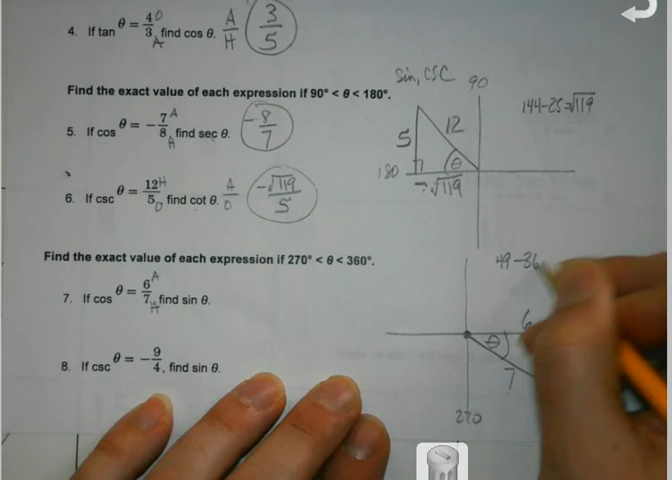 4. If tan θ = 4/3, find cos θ. A/H 3/5
O
A
Find the exact value of each expression if 90° < θ < 180°.
5. If cos θ = −7/8, find sec θ. −8/7
A
H
6. If csc θ = 12/5, find cot θ. A/O −√119/5
H
O
Find the exact value of each expression if 270° < θ < 360°.
7. If cos θ = 6/7, find sin θ.
A
H
8. If csc θ = −9/4, find sin θ.
sin, csc
90
144−25=√119
5
12
θ
180
−√119
49−36
6
θ
7
270